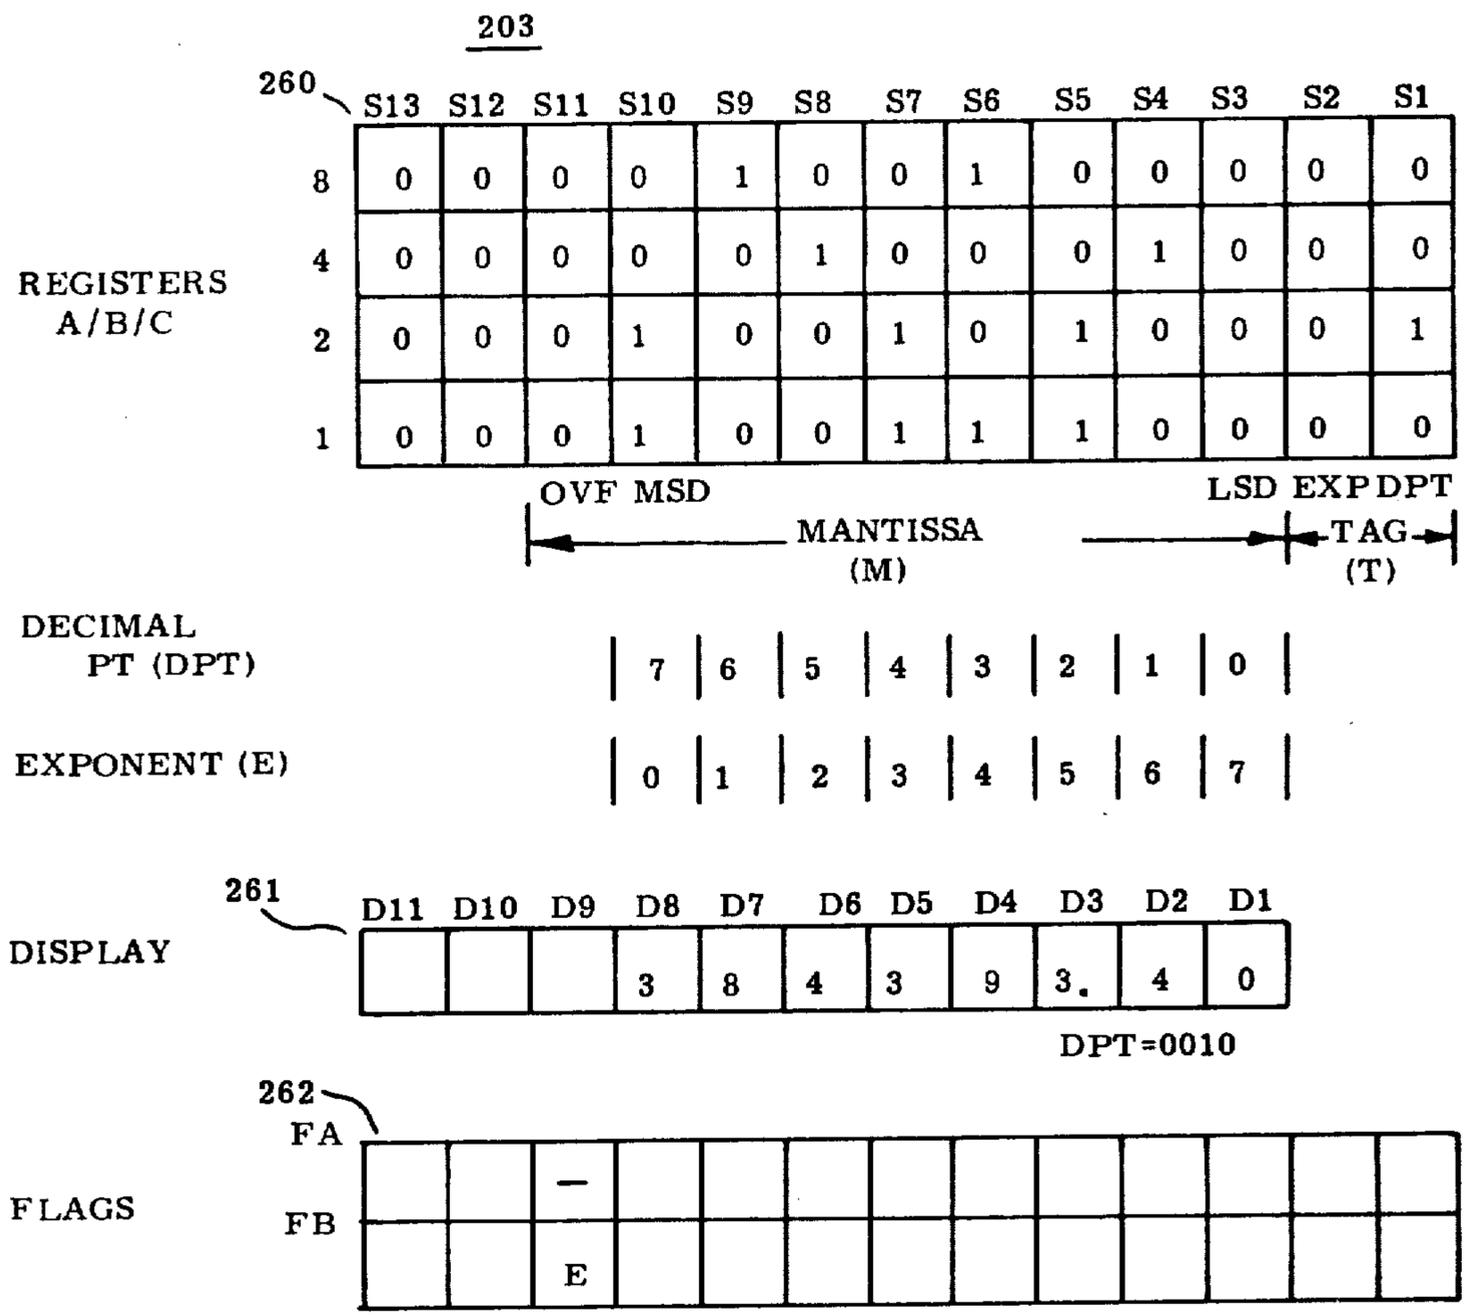 203
260
S13 S12 S11 S10 S9 S8 S7 S6 S5 S4 S3 S2 S1
8 0 0 0 0 1 0 0 1 0 0 0 0 0
4 0 0 0 0 0 1 0 0 0 1 0 0 0
REGISTERS
A/B/C
2 0 0 0 1 0 0 1 0 1 0 0 0 1
1 0 0 0 1 0 0 1 1 1 0 0 0 0
OVF MSD LSD EXP DPT
MANTISSA TAG
(M) (T)
DECIMAL
PT (DPT) 7 6 5 4 3 2 1 0
EXPONENT (E) 0 1 2 3 4 5 6 7
261
D11 D10 D9 D8 D7 D6 D5 D4 D3 D2 D1
DISPLAY 3 8 4 3 9 3. 4 0
DPT=0010
262
FA –
FLAGS
FB E